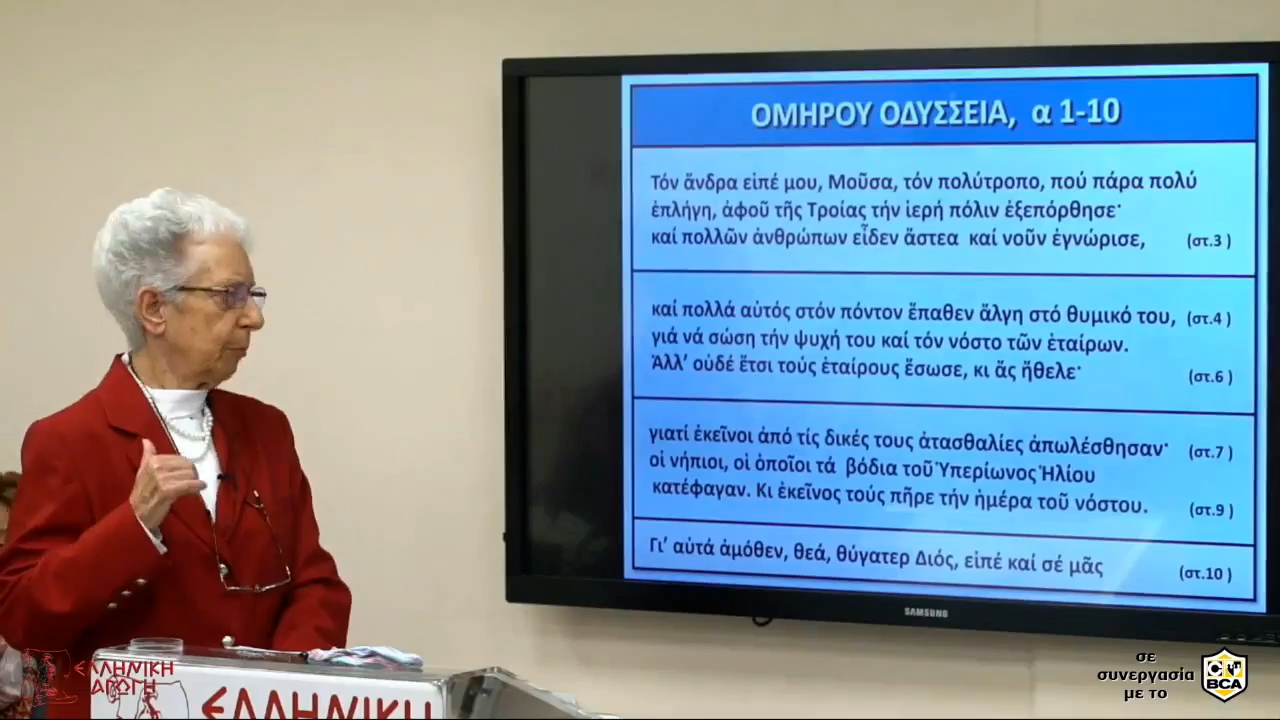 ΟΜΗΡΟΥ ΟΔΥΣΣΕΙΑ, α 1-10
Τόν ἄνδρα εἰπέ μου, Μοῦσα, τόν πολύτροπο, πού πάρα πολύ
ἐπλήγη, ἀφοῦ τῆς Τροίας τήν ἱερή πόλιν ἐξεπόρθησε·
καί πολλῶν ἀνθρώπων εἶδεν ἄστεα καί νοῦν ἐγνώρισε, (στ.3 )
καί πολλά αὐτός στόν πόντον ἔπαθεν ἄλγη στό θυμικό του, (στ.4 )
γιά νά σώση τήν ψυχή του καί τόν νόστο τῶν ἑταίρων.
Ἀλλ’ οὐδέ ἔτσι τούς ἑταίρους ἔσωσε, κι ἄς ἤθελε· (στ.6 )
γιατί ἐκεῖνοι ἀπό τίς δικές τους ἀτασθαλίες ἀπωλέσθησαν· (στ.7 )
οἱ νήπιοι, οἱ ὁποῖοι τά βόδια τοῦ Ὑπερίωνος Ἡλίου
κατέφαγαν. Κι ἐκεῖνος τούς πῆρε τήν ἡμέρα τοῦ νόστου. (στ.9 )
Γι’ αὐτά ἀμόθεν, θεά, θύγατερ Διός, εἰπέ καί σέ μᾶς (στ.10 )
SAMSUNG
ΕΛΛΗΝΙΚΗ
ΑΓΩΓΗ
ΕΛΛΗΝΙΚΗ
σε
συνεργασία
με το
BCA